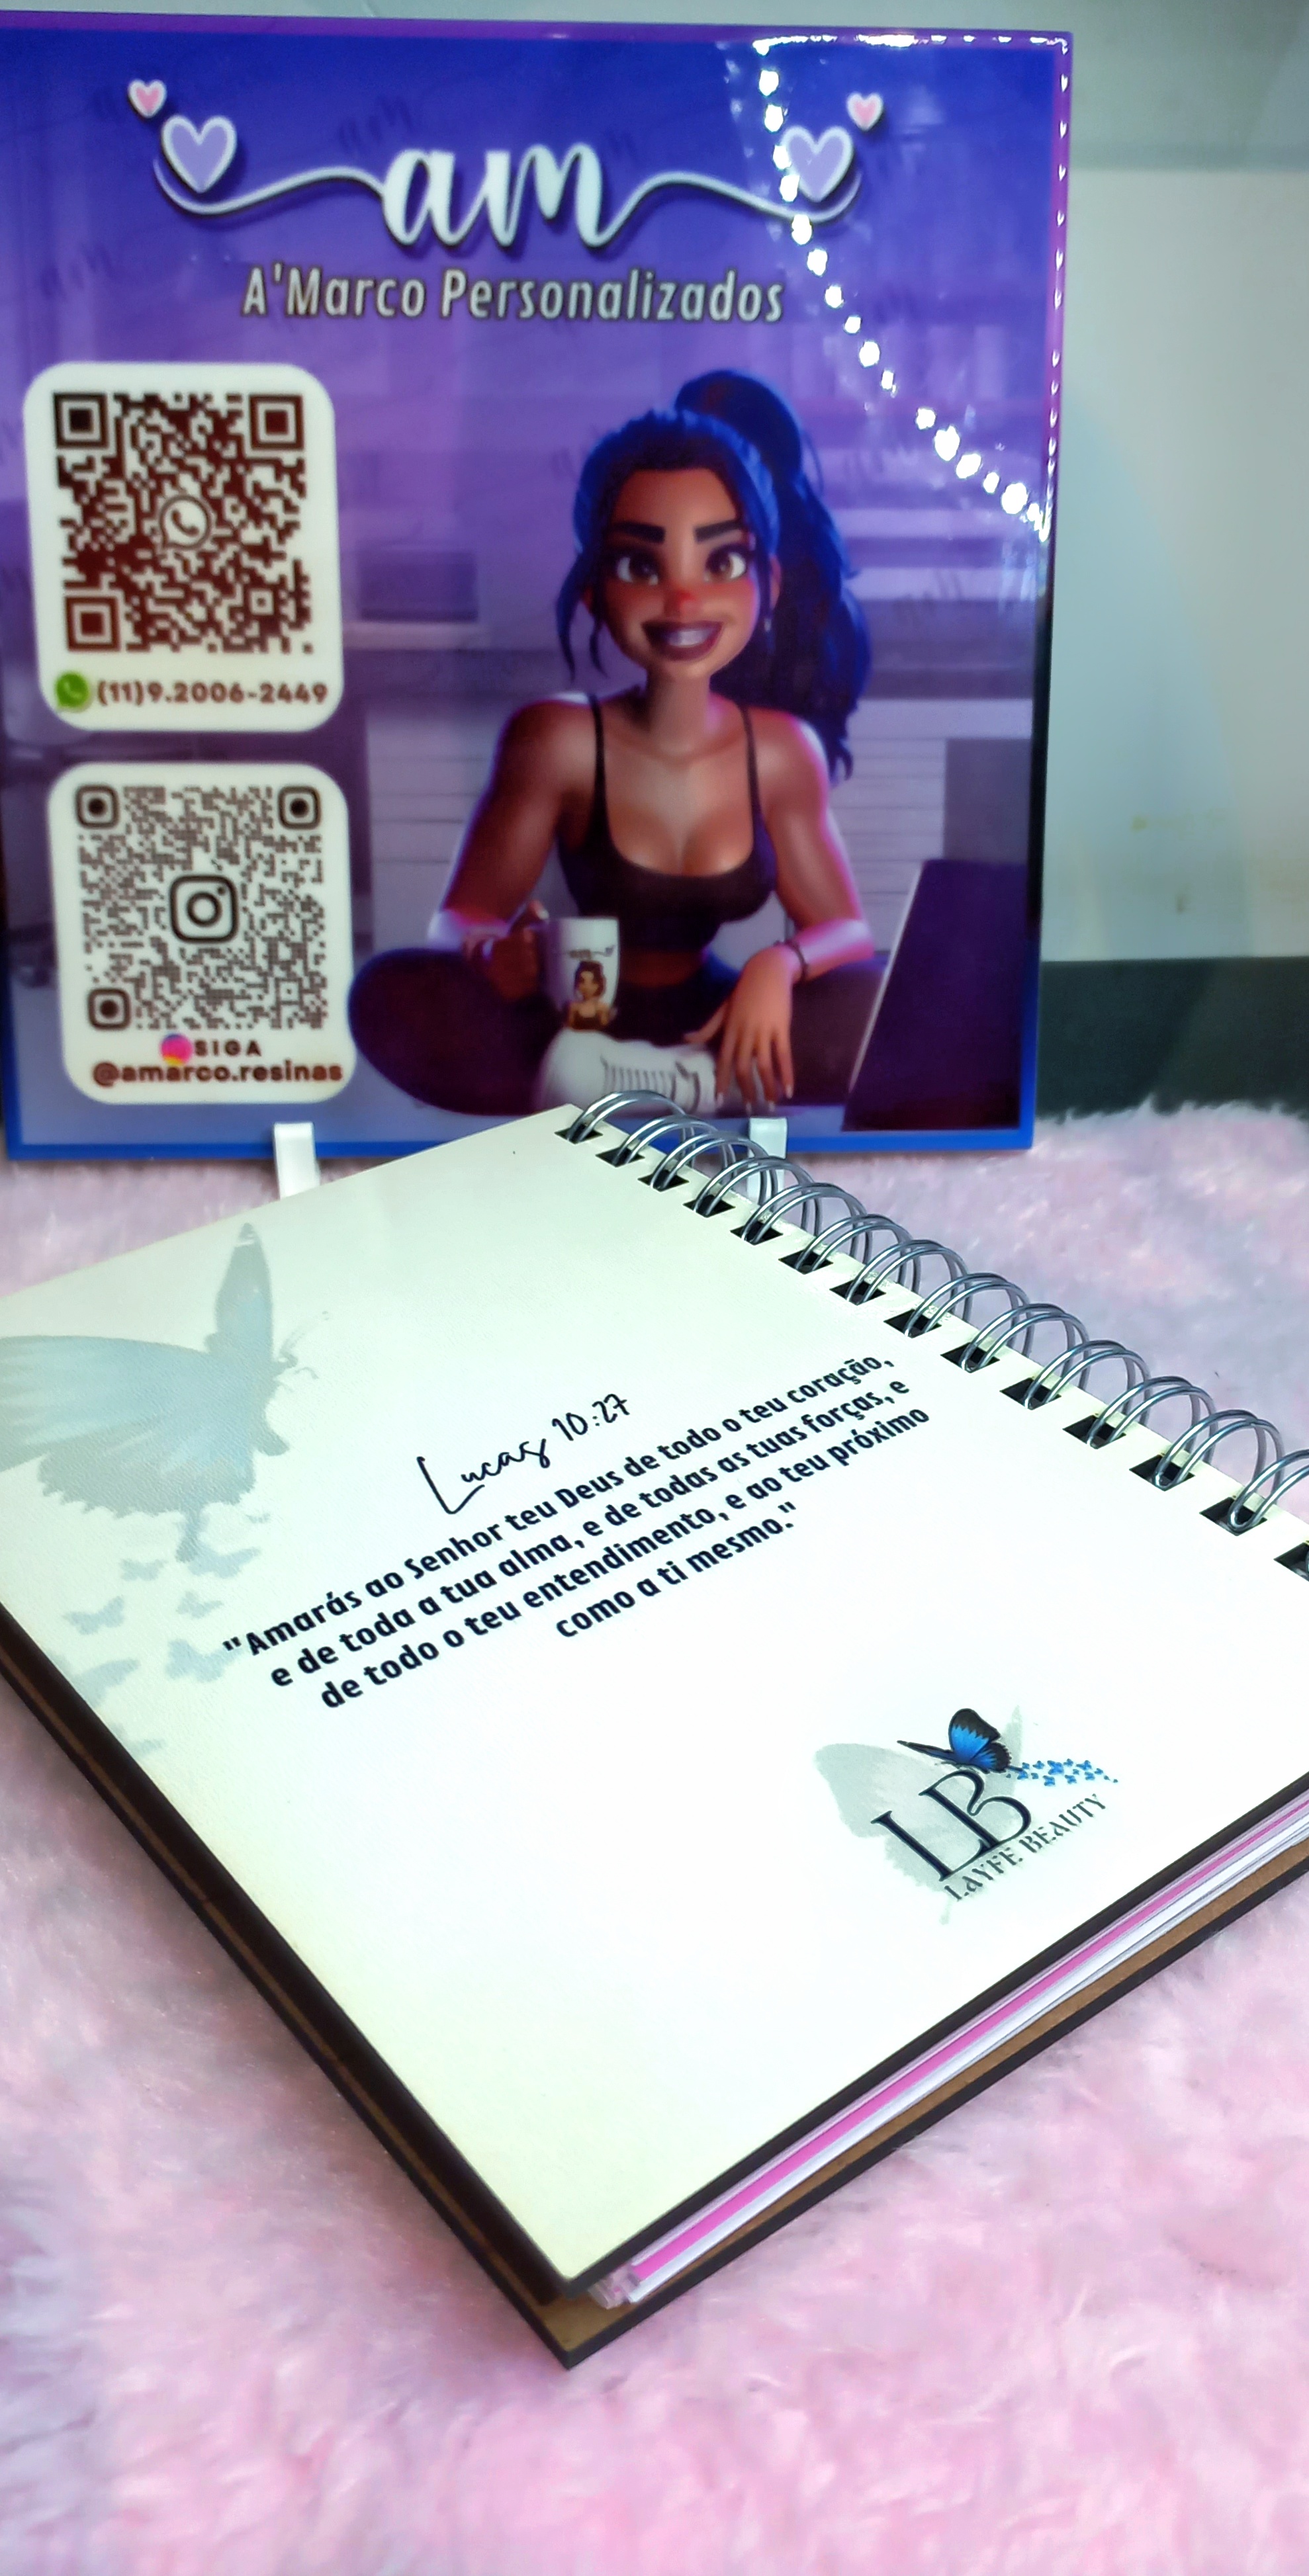 am
A'Marco Personalizados
(11)9.2006-2449
SIGA
@amarco.resinas
Lucas 10:27
"Amarás ao Senhor teu Deus de todo o teu coração,
e de toda a tua alma, e de todas as tuas forças, e
de todo o teu entendimento, e ao teu próximo
como a ti mesmo."
LB
LAYFE BEAUTY